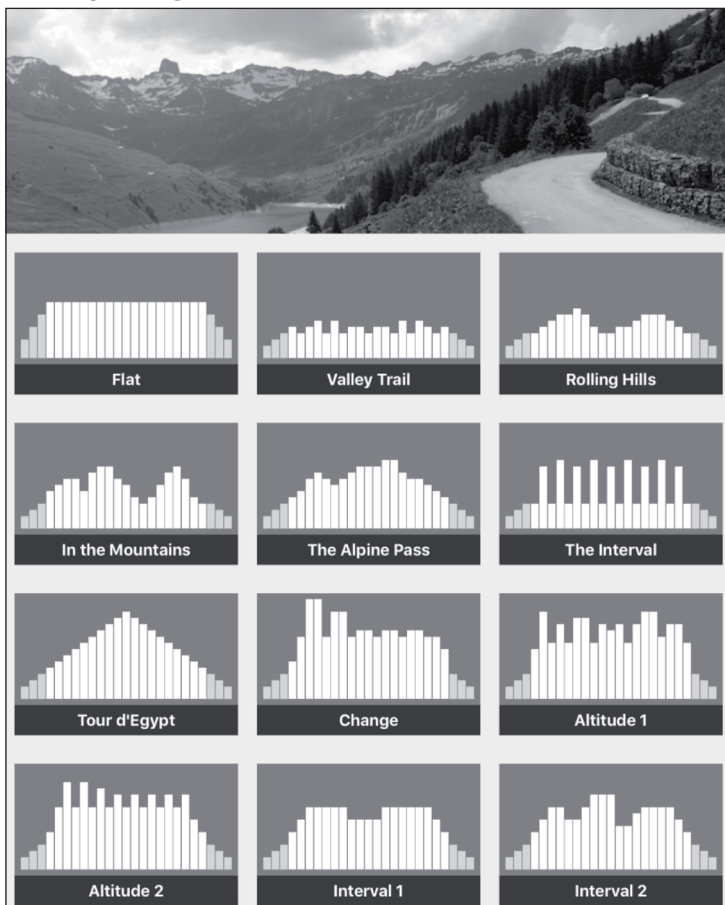 Flat
Valley Trail
Rolling Hills
In the Mountains
The Alpine Pass
The Interval
Tour d'Egypt
Change
Altitude 1
Altitude 2
Interval 1
Interval 2